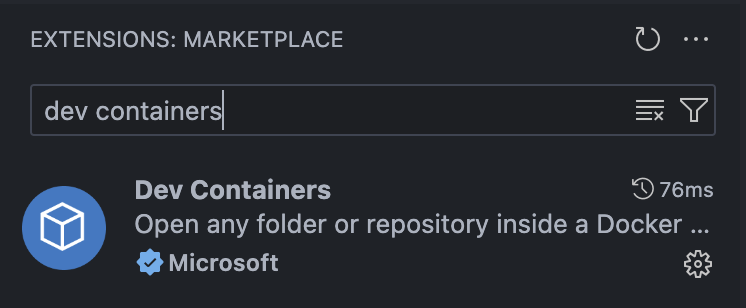 EXTENSIONS: MARKETPLACE
dev containers
Dev Containers 76ms
Open any folder or repository inside a Docker ...
Microsoft